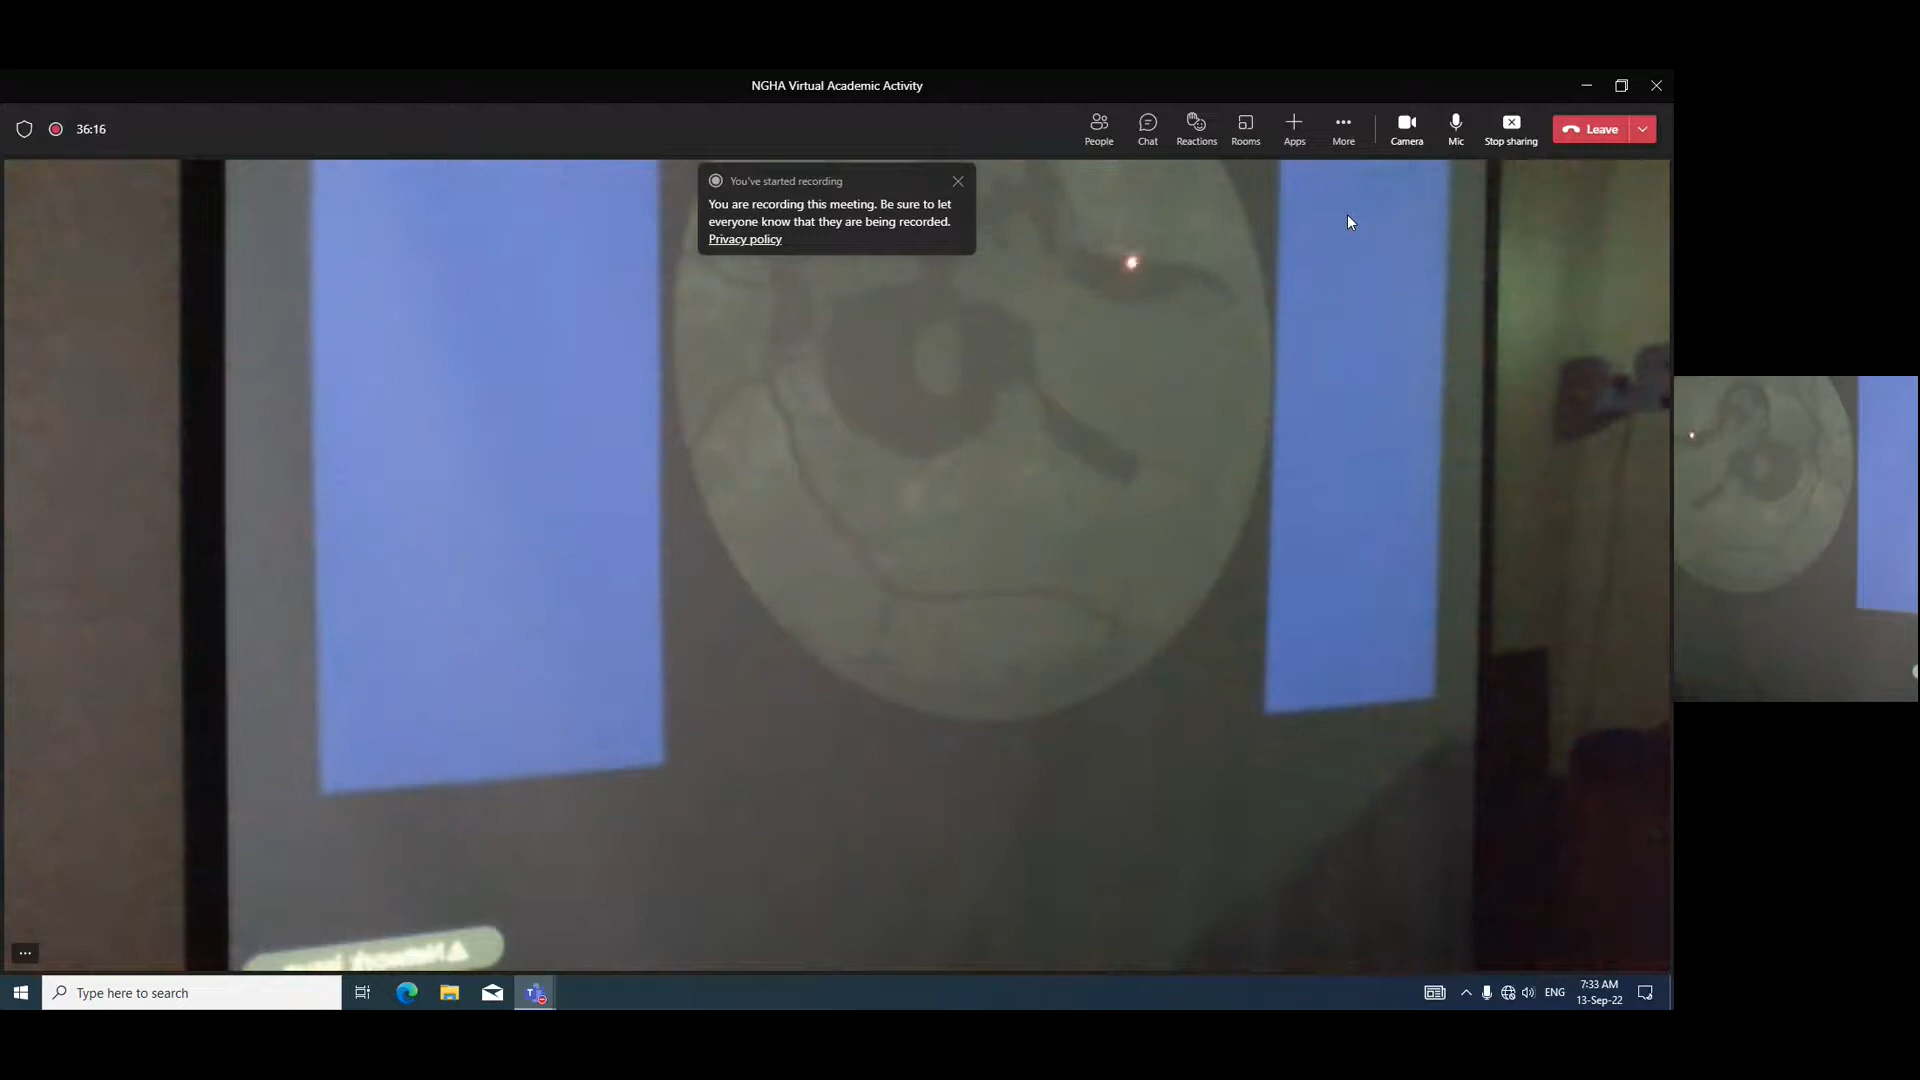 NGHA Virtual Academic Activity
36:16
People
Chat
Reactions
Rooms
Apps
More
Camera
Mic
Stop sharing
Leave
You've started recording
You are recording this meeting. Be sure to let
everyone know that they are being recorded.
Privacy policy
Type here to search
ENG
7:33 AM
13-Sep-22